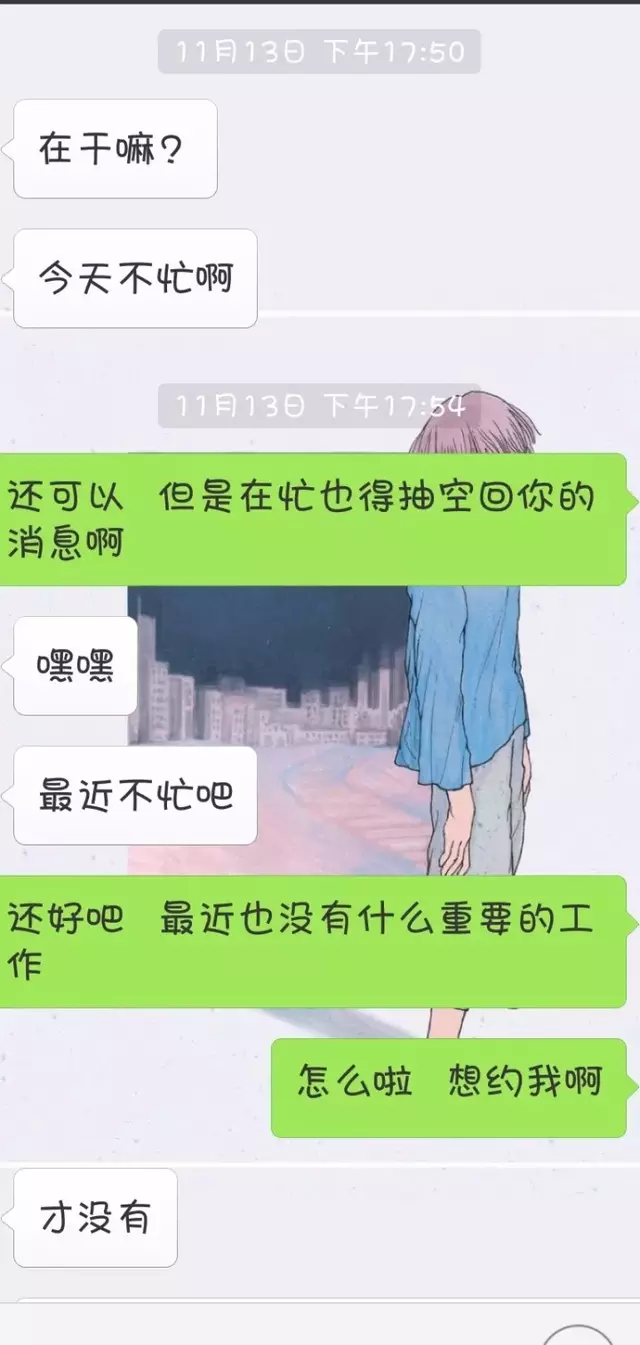 11月13日 下午17:50
在干嘛?
今天不忙啊
11月13日 下午17:54
还可以 但是在忙也得抽空回你的
消息啊
嘿嘿
最近不忙吧
还好吧 最近也没有什么重要的工
作
怎么啦 想约我啊
才没有